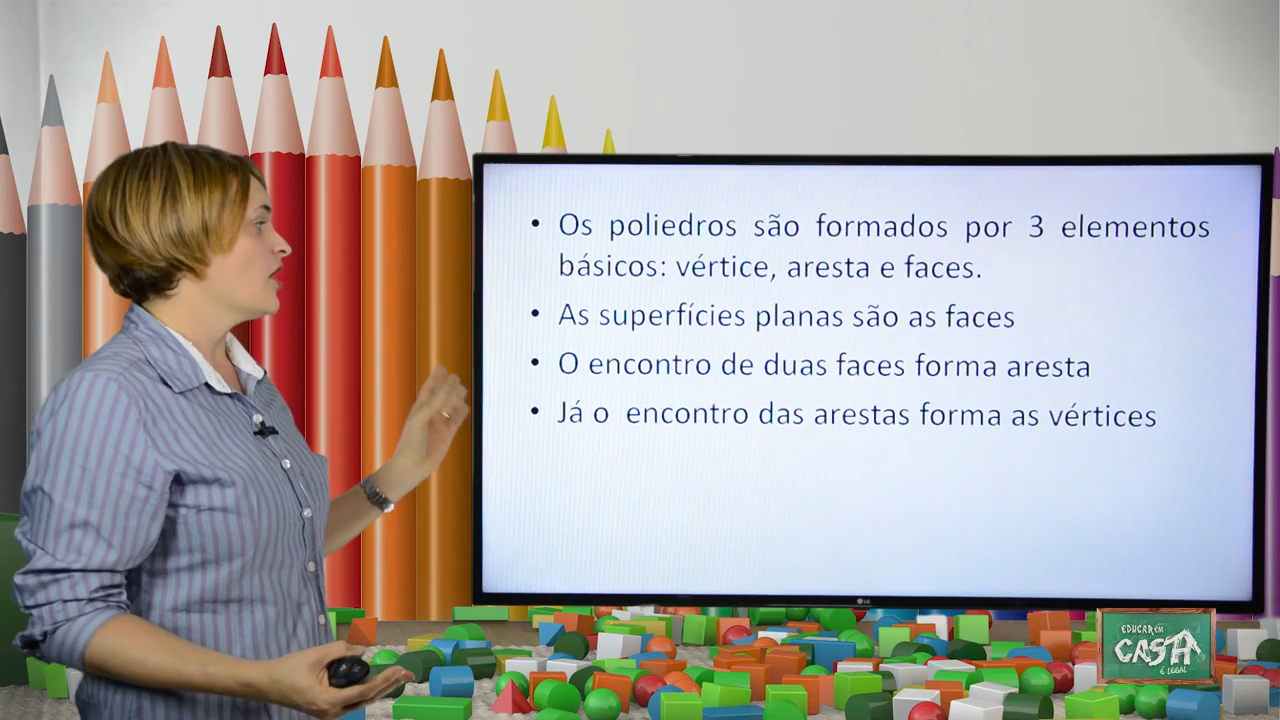 • Os poliedros são formados por 3 elementos
básicos: vértice, aresta e faces.
• As superfícies planas são as faces
• O encontro de duas faces forma aresta
• Já o encontro das arestas forma as vértices
LG
EDUCAR EM
CASA
É LEGAL